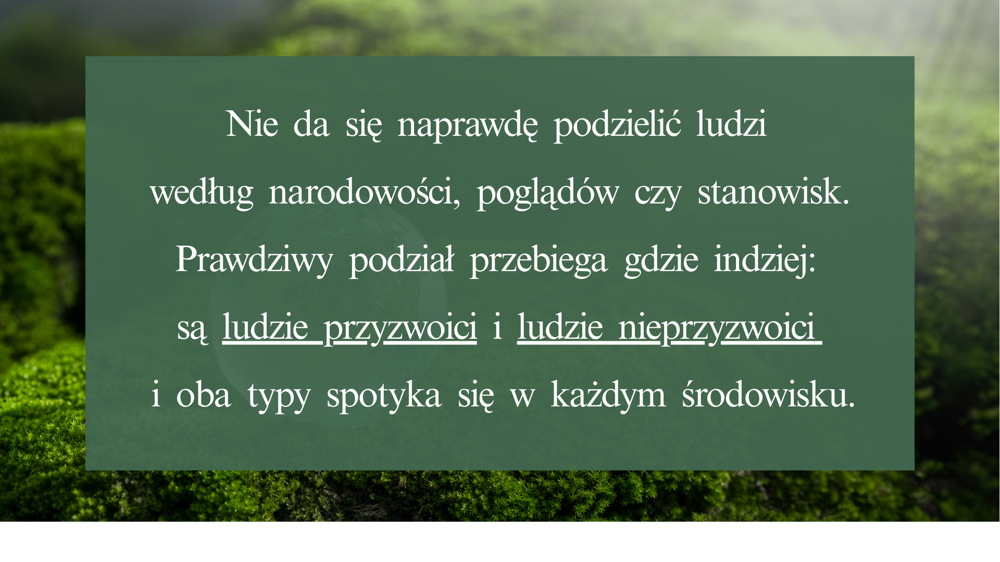 Nie da się naprawdę podzielić ludzi
według narodowości, poglądów czy stanowisk.
Prawdziwy podział przebiega gdzie indziej:
są ludzie przyzwoici i ludzie nieprzyzwoici
i oba typy spotyka się w każdym środowisku.